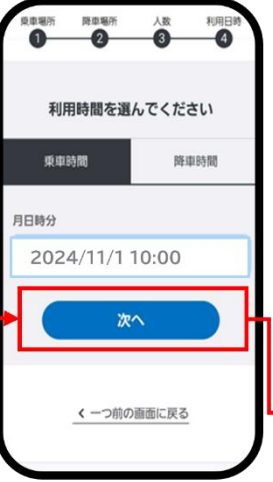 乗車場所 降車場所 人数 利用日時
1 2 3 4
利用時間を選んでください
乗車時間 降車時間
月日時分
2024/11/1 10:00
次へ
< 一つ前の画面に戻る